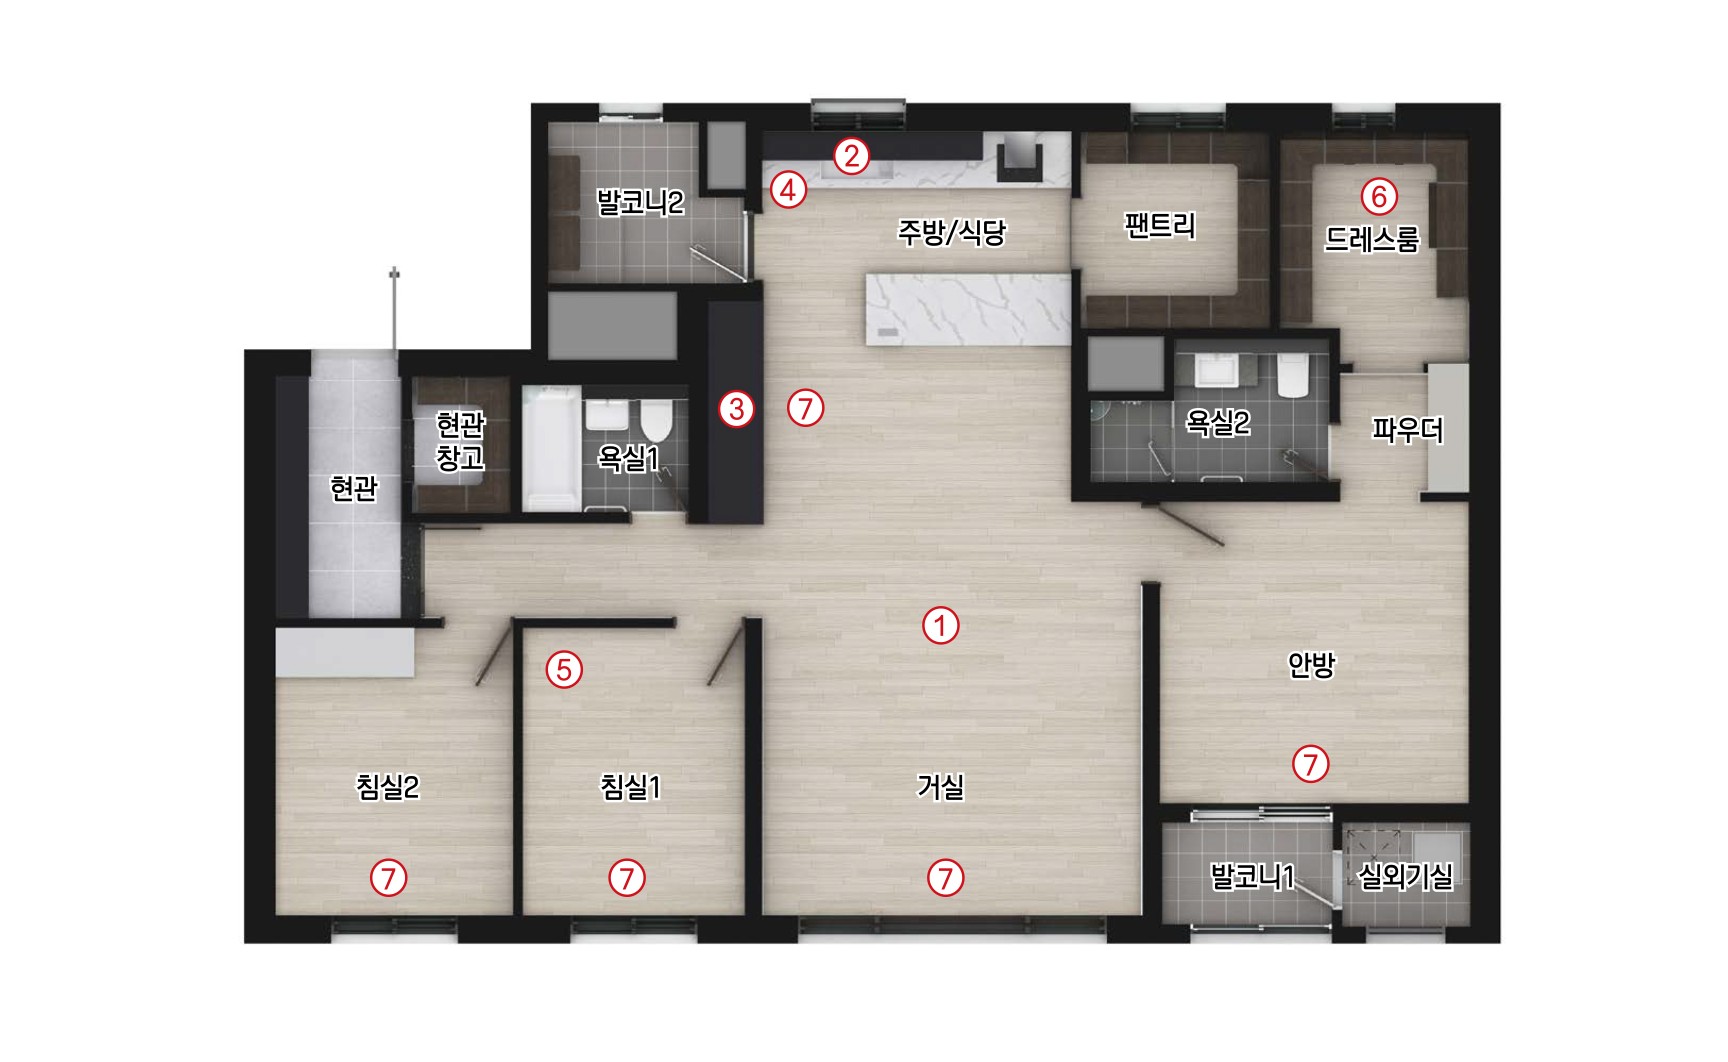 ②
④
발코니2
주방/식당
팬트리
⑥
드레스룸
③
⑦
현관
창고
욕실1
욕실2
파우더
현관
①
⑤
안방
⑦
침실2
침실1
거실
⑦
⑦
⑦
발코니1
실외기실